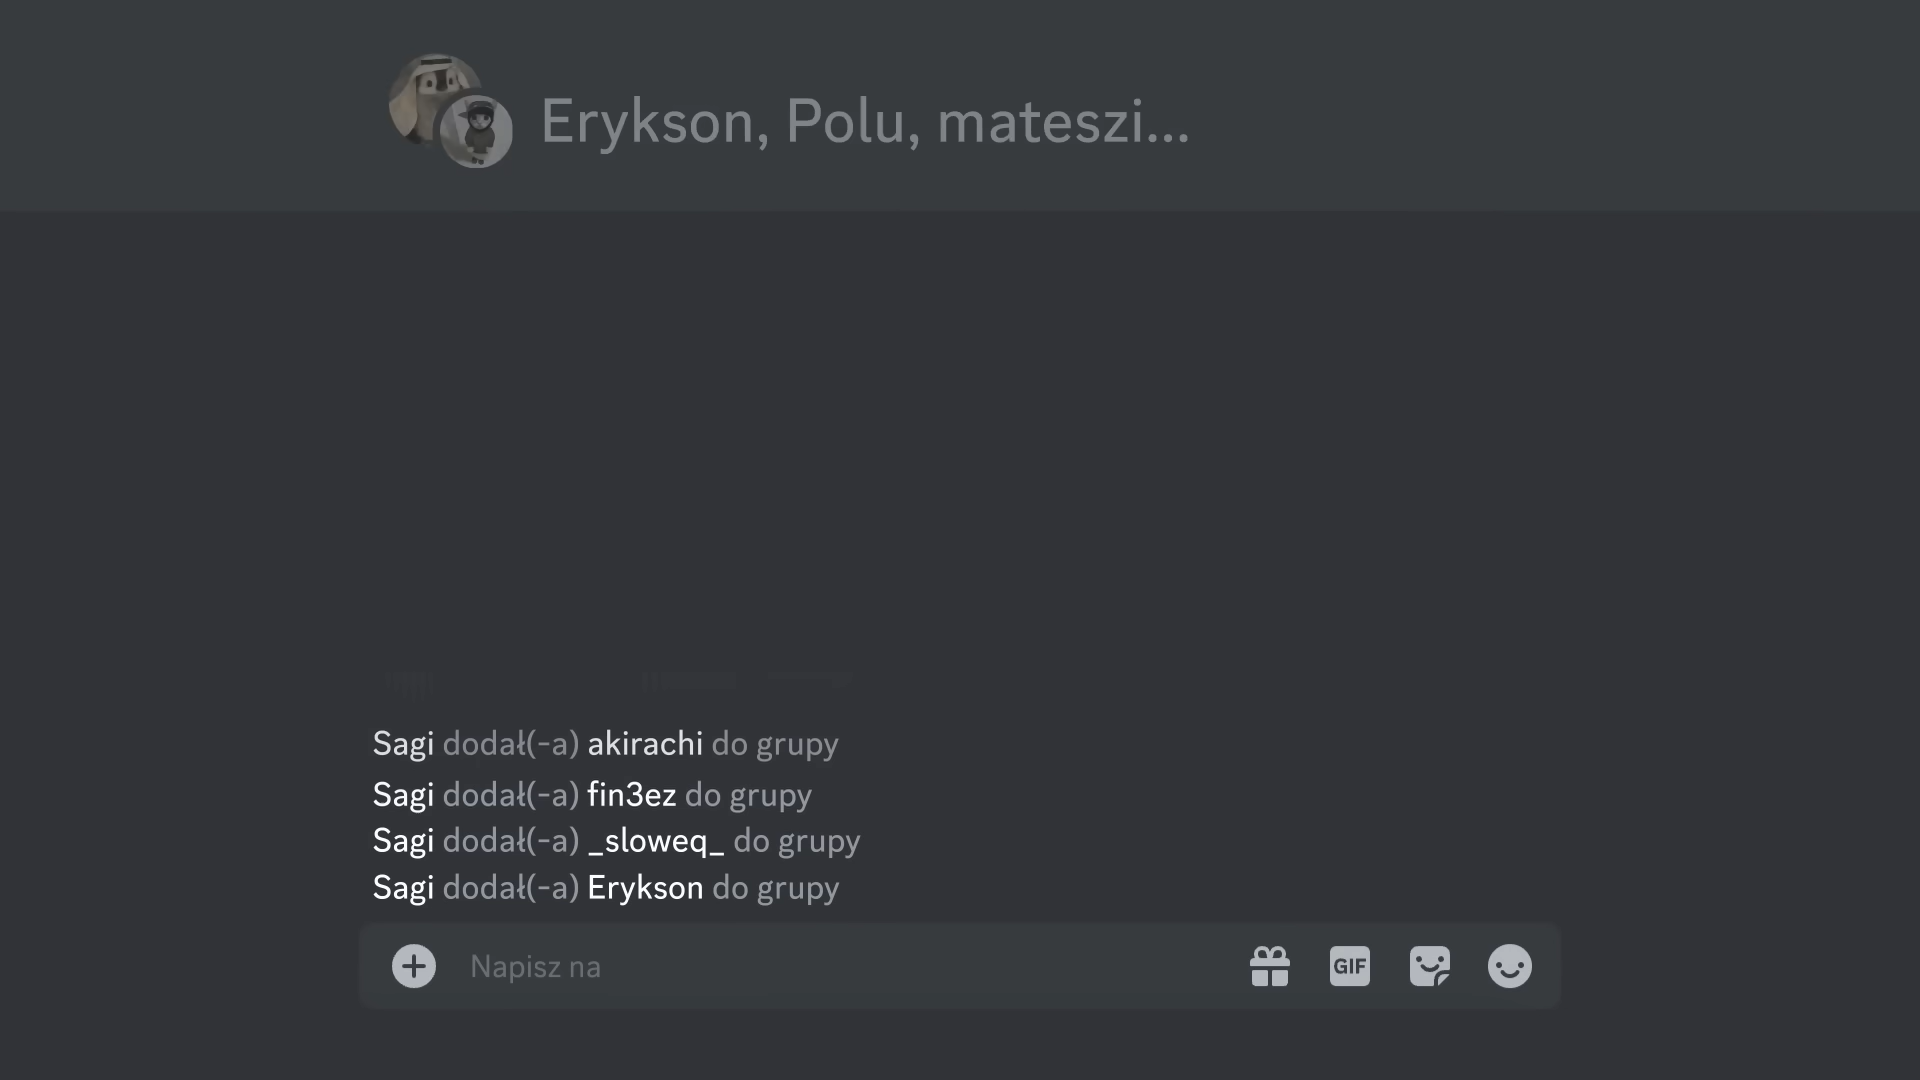 Erykson, Polu, mateszi...
Sagi dodał(-a) akirachi do grupy
Sagi dodał(-a) fin3ez do grupy
Sagi dodał(-a) _sloweq_ do grupy
Sagi dodał(-a) Erykson do grupy
Napisz na
GIF